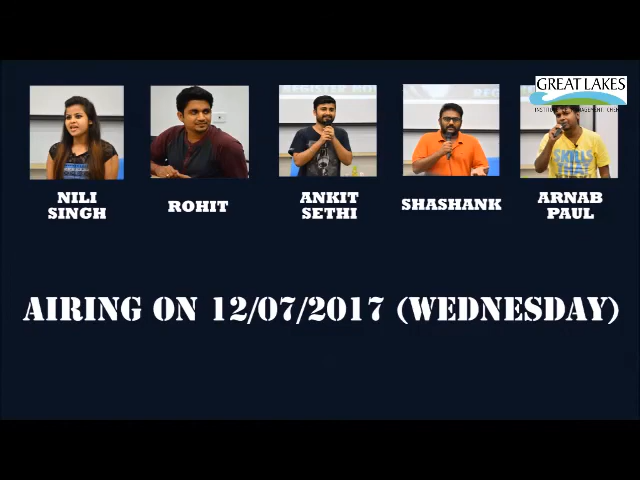 GREAT LAKES
NILI
SINGH
ROHIT
ANKIT
SETHI
SHASHANK
ARNAB
PAUL
AIRING ON 12/07/2017 (WEDNESDAY)